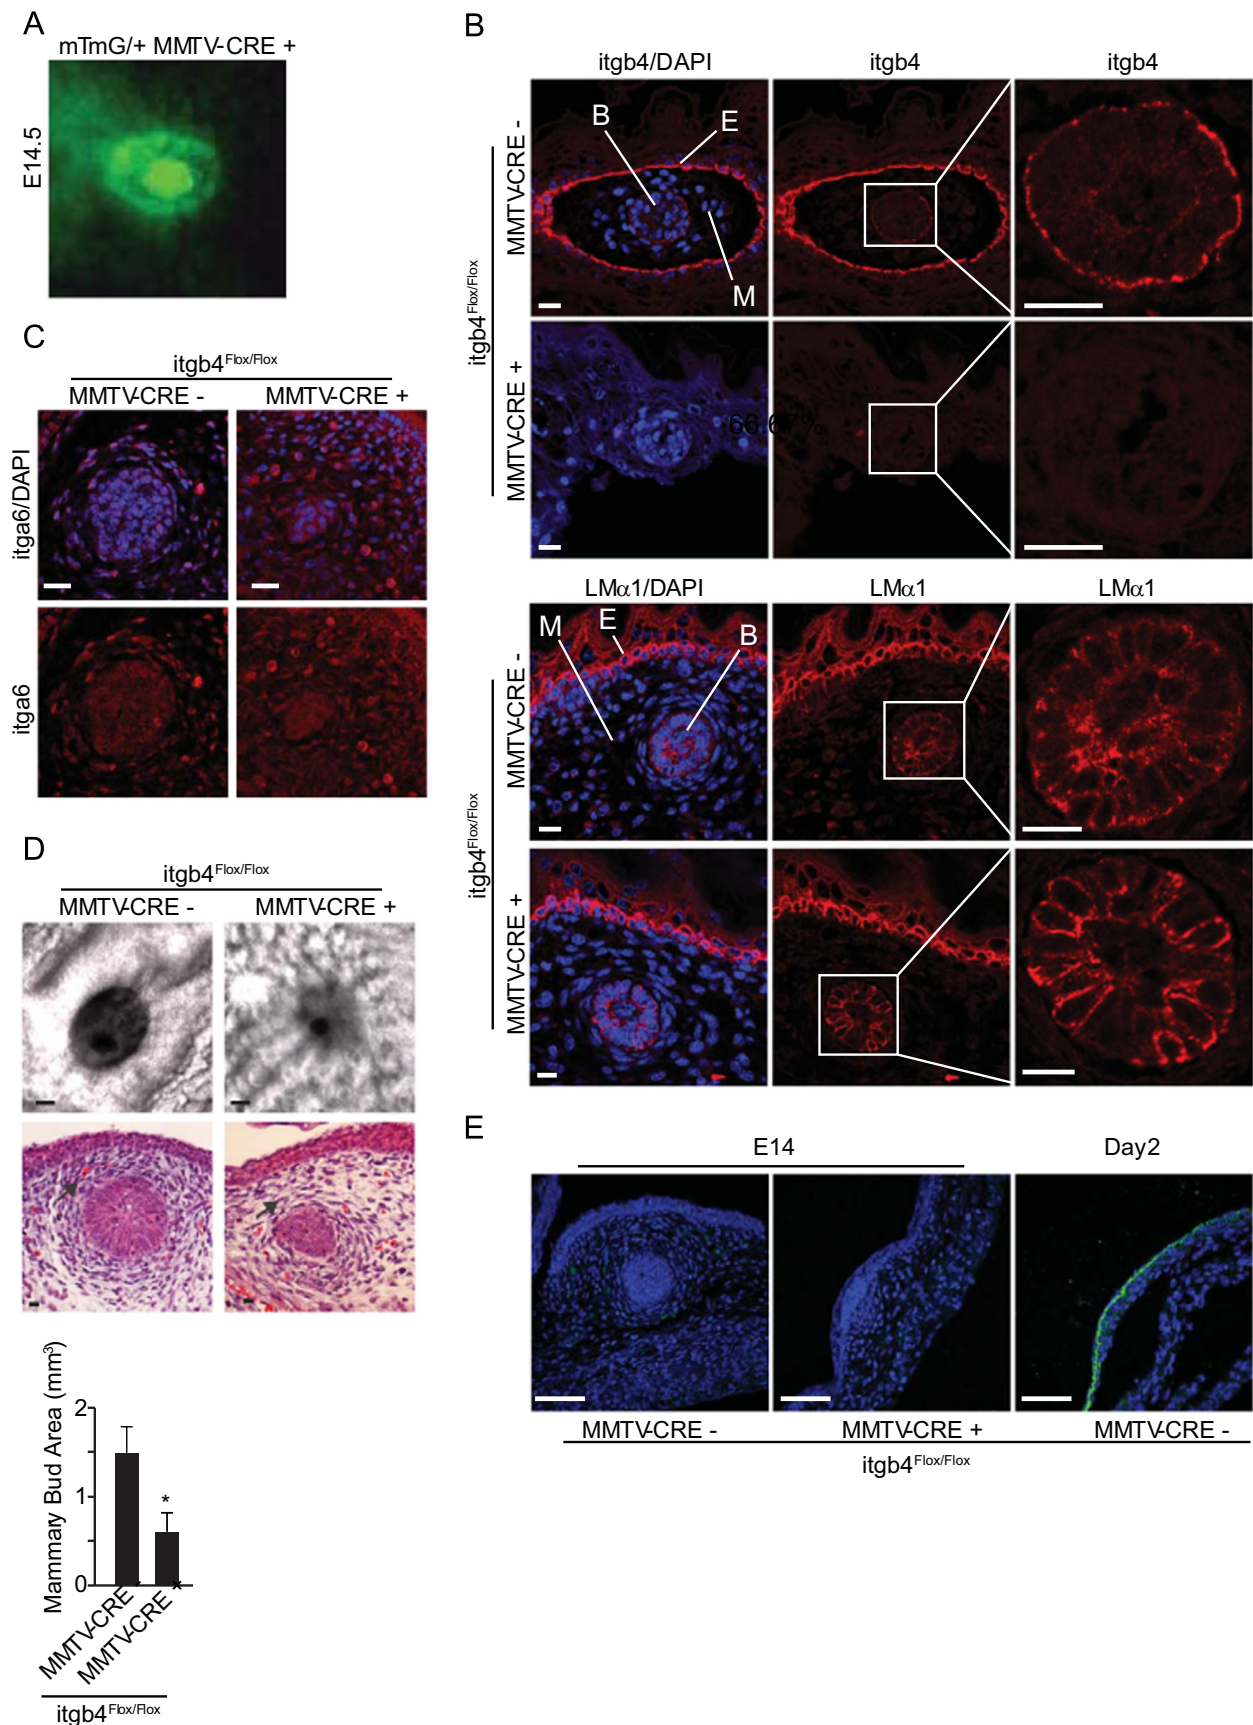 A
mTmG/+ MMTV-CRE +
E14.5
B
itgb4/DAPI
itgb4
itgb4
MMTV-CRE -
B
E
M
itgb4Flox/Flox
MMTV-CRE +
66.67%
LMα1/DAPI
LMα1
LMα1
MMTV-CRE -
M
E
B
itgb4Flox/Flox
MMTV-CRE +
C
itgb4Flox/Flox
MMTV-CRE -
MMTV-CRE +
itga6/DAPI
itga6
D
itgb4Flox/Flox
MMTV-CRE -
MMTV-CRE +
Mammary Bud Area (mm³)
2
1
0
*
MMTV-CRE -
MMTV-CRE +
itgb4Flox/Flox
E
E14
Day2
MMTV-CRE -
MMTV-CRE +
MMTV-CRE -
itgb4Flox/Flox